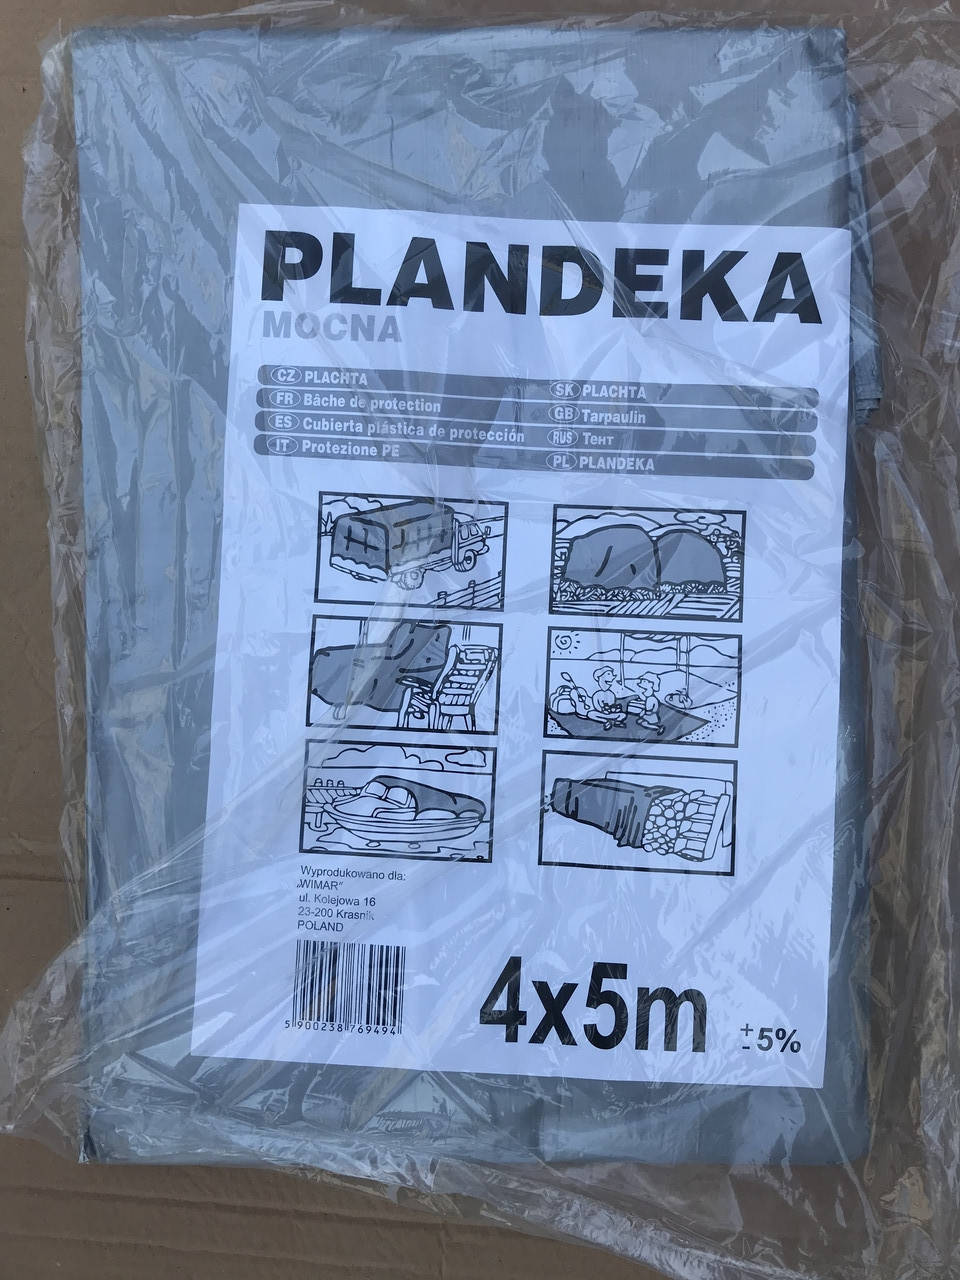 PLANDEKA
MOCNA
CZ PLACHTA
FR Bâche de protection
ES Cubierta plástica de protección
IT Protezione PE
SK PLACHTA
GB Tarpaulin
RUS Тент
PL PLANDEKA
Wyprodukowano dla:
„WIMAR”
ul. Kolejowa 16
23-200 Kraśnik
POLAND
5 900238 769494
4x5m
+
- 5%